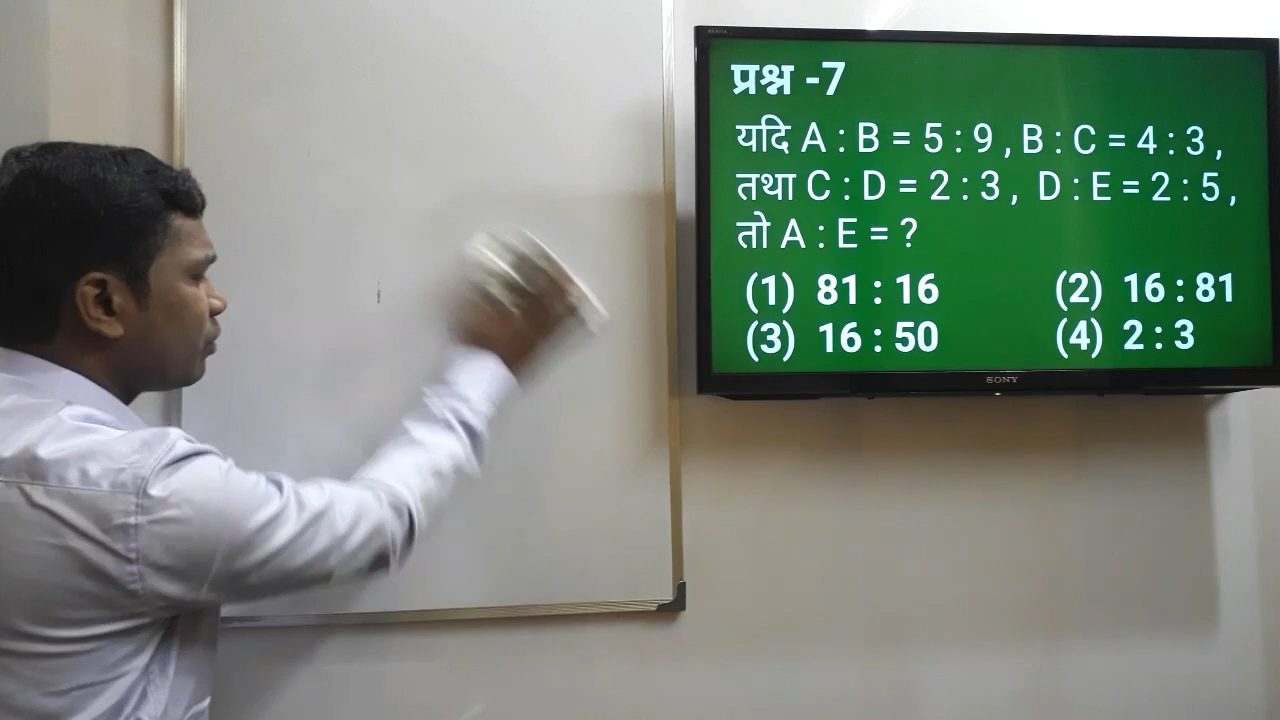 प्रश्न -7
यदि A : B = 5 : 9 , B : C = 4 : 3 ,
तथा C : D = 2 : 3 , D : E = 2 : 5 ,
तो A : E = ?
(1) 81 : 16 (2) 16 : 81
(3) 16 : 50 (4) 2 : 3
SONY